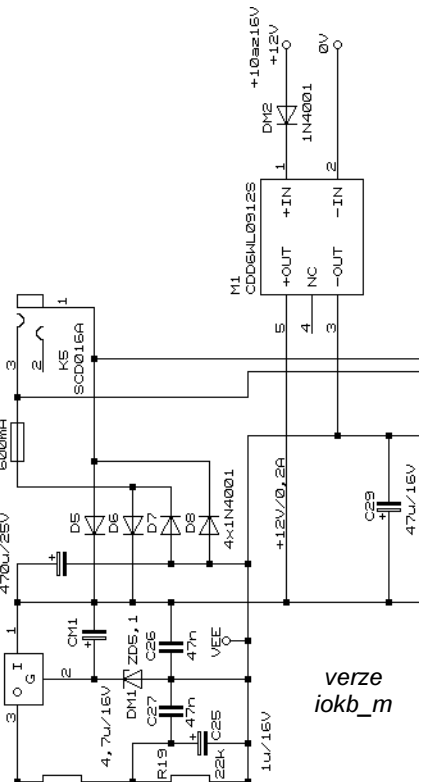 +10až16V
+12V
0V
DM2
1N4001
1
2
+IN
-IN
M1
CDD6WL0912S
+OUT
NC
-OUT
5
4
3
1
3
2
K5
SCD016A
600mA
D5
D6
D7
D8
4x1N4001
+12V/0,2A
C29
47u/16V
470u/25V
1
I
G
O
2
3
CM1
4,7u/16V
ZD5,1
DM1
C26
47n
C27
47n
VEE
C25
R19
22k
1u/16V
verze
iokb_m